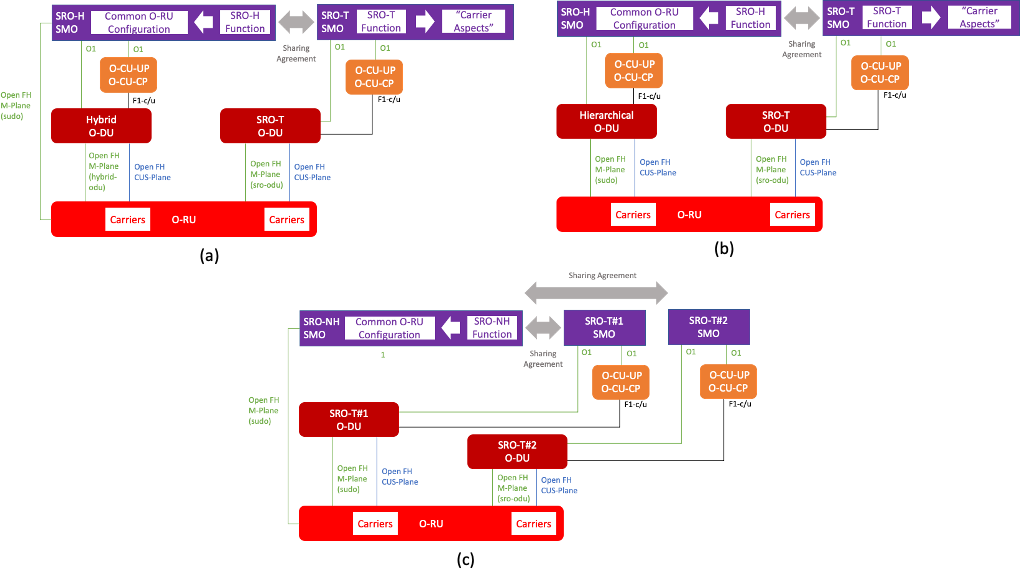 SRO-H
SMO
Common O-RU
Configuration
SRO-H
Function
SRO-T
SMO
SRO-T
Function
"Carrier
Aspects"
Sharing
Agreement
O1
O1
O1
O1
O-CU-UP
O-CU-CP
O-CU-UP
O-CU-CP
F1-c/u
F1-c/u
Open FH
M-Plane
(sudo)
Hybrid
O-DU
SRO-T
O-DU
Open FH
M-Plane
(hybrid-
odu)
Open FH
CUS-Plane
Open FH
M-Plane
(sro-odu)
Open FH
CUS-Plane
Carriers
O-RU
Carriers
(a)
SRO-H
SMO
Common O-RU
Configuration
SRO-H
Function
SRO-T
SMO
SRO-T
Function
"Carrier
Aspects"
Sharing
Agreement
O1
O1
O1
O1
O-CU-UP
O-CU-CP
O-CU-UP
O-CU-CP
F1-c/u
F1-c/u
Hierarchical
O-DU
SRO-T
O-DU
Open FH
M-Plane
(sudo)
Open FH
CUS-Plane
Open FH
M-Plane
(sro-odu)
Open FH
CUS-Plane
Carriers
O-RU
Carriers
(b)
Sharing Agreement
SRO-NH
SMO
Common O-RU
Configuration
SRO-NH
Function
SRO-T#1
SMO
SRO-T#2
SMO
Sharing
Agreement
1
O1
O1
O1
O1
O-CU-UP
O-CU-CP
O-CU-UP
O-CU-CP
F1-c/u
F1-c/u
Open FH
M-Plane
(sudo)
SRO-T#1
O-DU
SRO-T#2
O-DU
Open FH
M-Plane
(sudo)
Open FH
CUS-Plane
Open FH
M-Plane
(sro-odu)
Open FH
CUS-Plane
Carriers
O-RU
Carriers
(c)